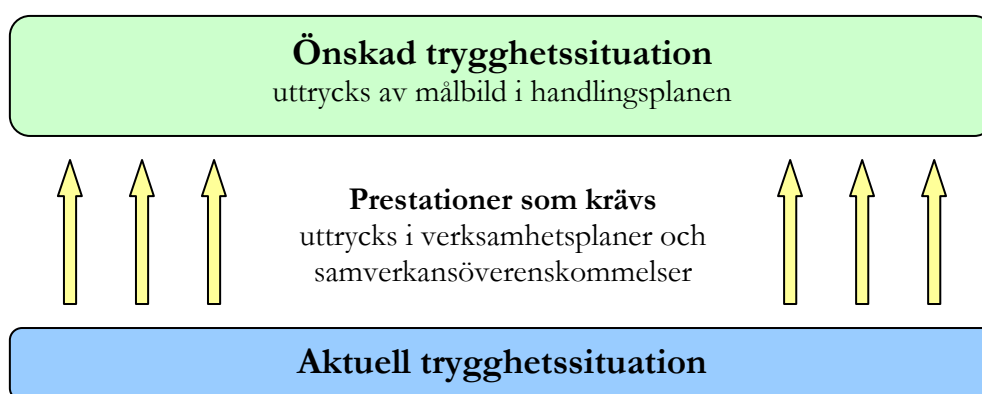 Önskad trygghetssituation
uttrycks av målbild i handlingsplanen
Prestationer som krävs
uttrycks i verksamhetsplaner och
samverkansöverenskommelser
Aktuell trygghetssituation